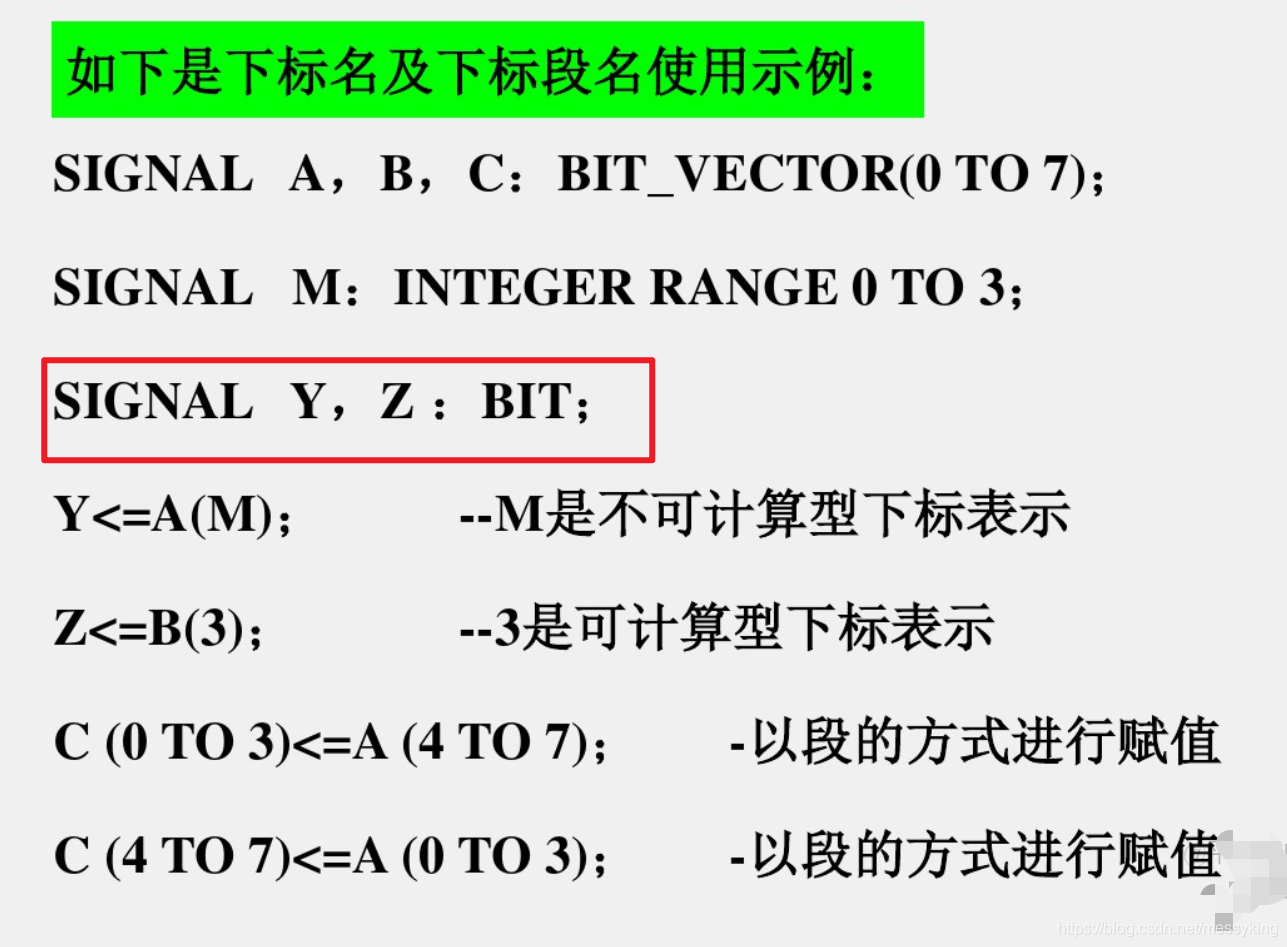 如下是下标名及下标段名使用示例：
SIGNAL A，B，C：BIT_VECTOR(0 TO 7)；
SIGNAL M：INTEGER RANGE 0 TO 3；
SIGNAL Y，Z ：BIT；
Y<=A(M)； --M是不可计算型下标表示
Z<=B(3)； --3是可计算型下标表示
C (0 TO 3)<=A (4 TO 7)； -以段的方式进行赋值
C (4 TO 7)<=A (0 TO 3)； -以段的方式进行赋值
https://blog.csdn.net/messyking